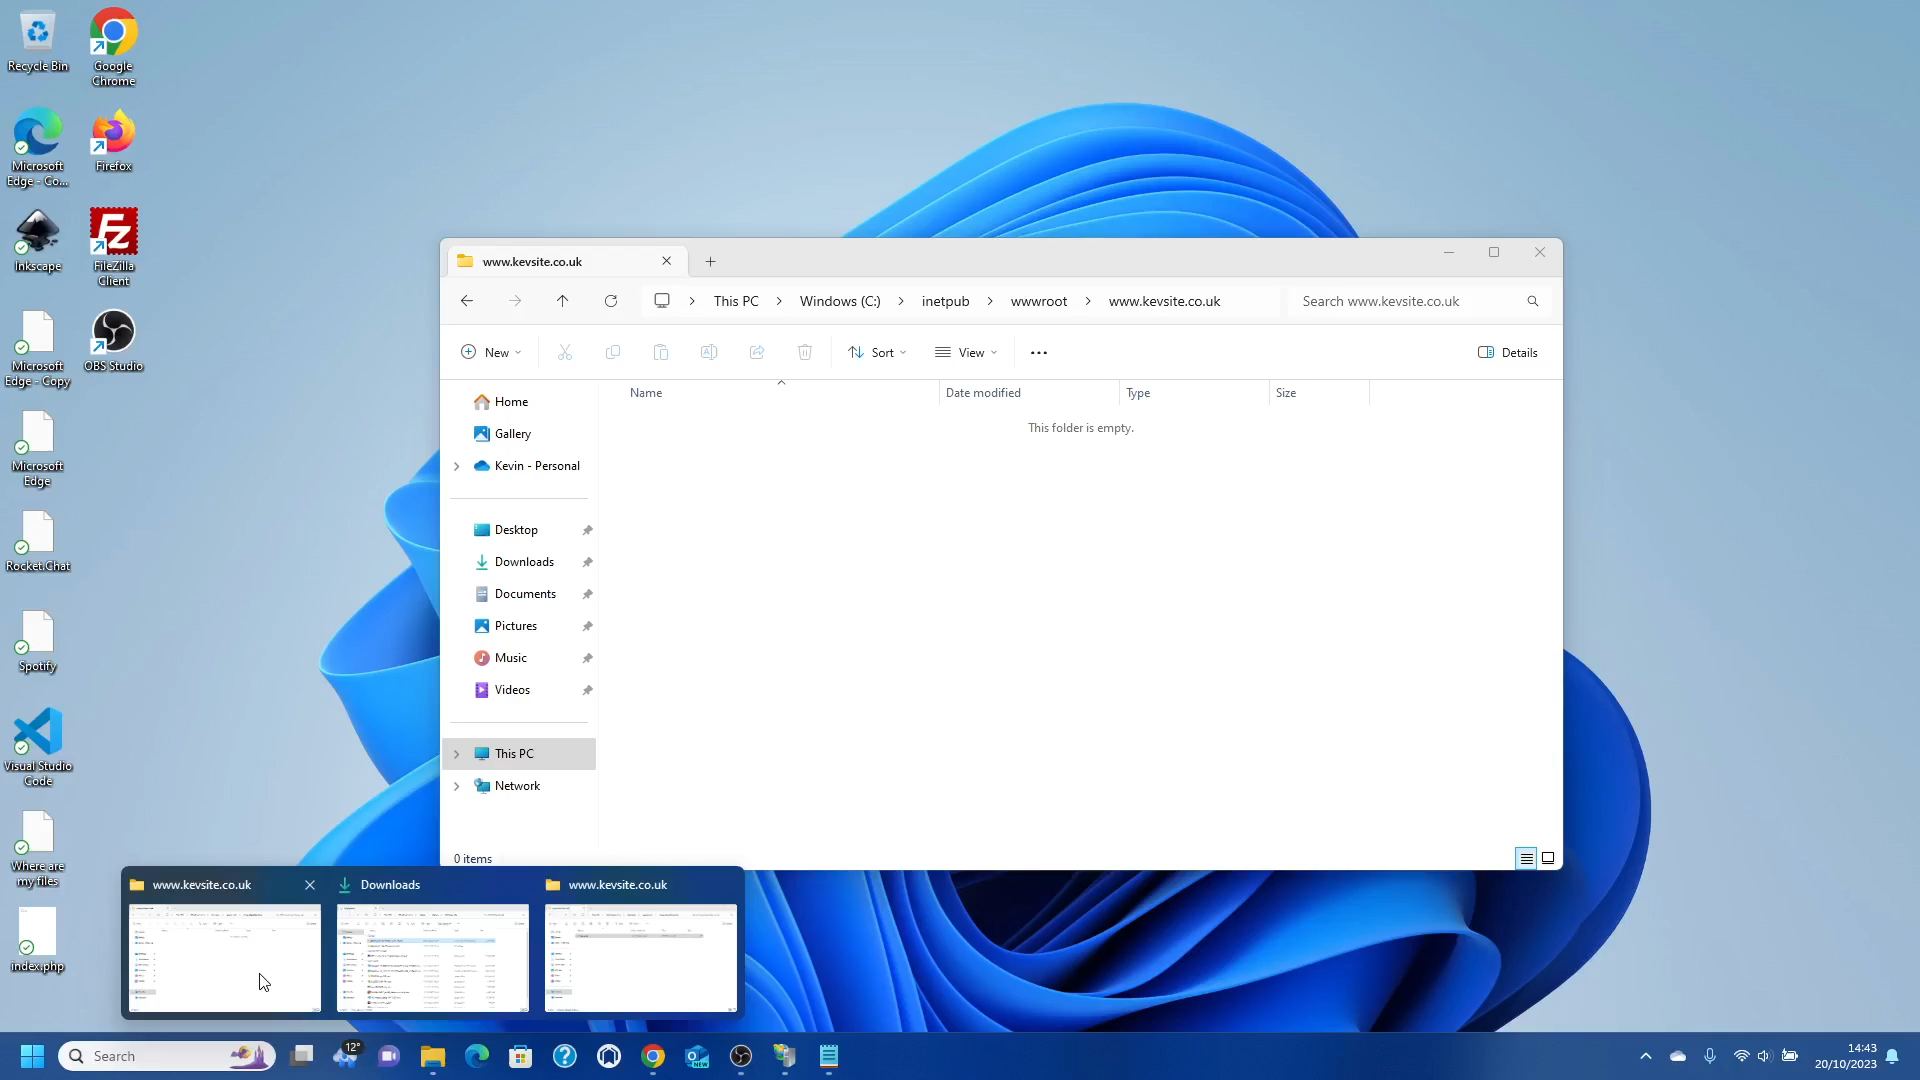 Recycle Bin
Google
Chrome
Microsoft
Edge - Co...
Firefox
Inkscape
FileZilla
Client
Microsoft
Edge - Copy
OBS Studio
Microsoft
Edge
Rocket.Chat
Spotify
Visual Studio
Code
Where are
my files
index.php
www.kevsite.co.uk
This PC
Windows (C:)
inetpub
wwwroot
www.kevsite.co.uk
Search www.kevsite.co.uk
New
Sort
View
Details
Name
Date modified
Type
Size
This folder is empty.
Home
Gallery
Kevin - Personal
Desktop
Downloads
Documents
Pictures
Music
Videos
This PC
Network
0 items
www.kevsite.co.uk
Downloads
www.kevsite.co.uk
Search
12°
NEW
14:43
20/10/2023